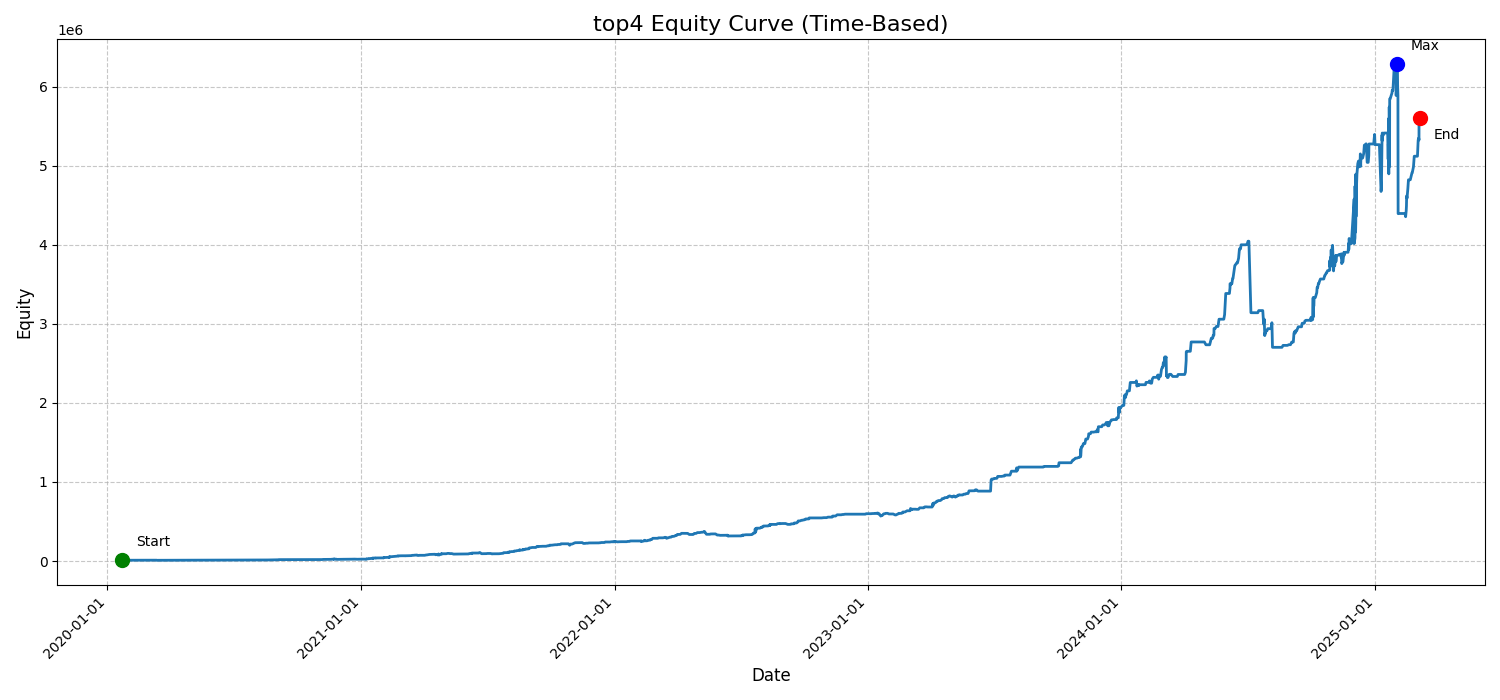 top4 Equity Curve (Time-Based)
1e6
Max
6
End
5
4
Equity
3
2
1
Start
0
2020-01-01
2021-01-01
2022-01-01
2023-01-01
2024-01-01
2025-01-01
Date